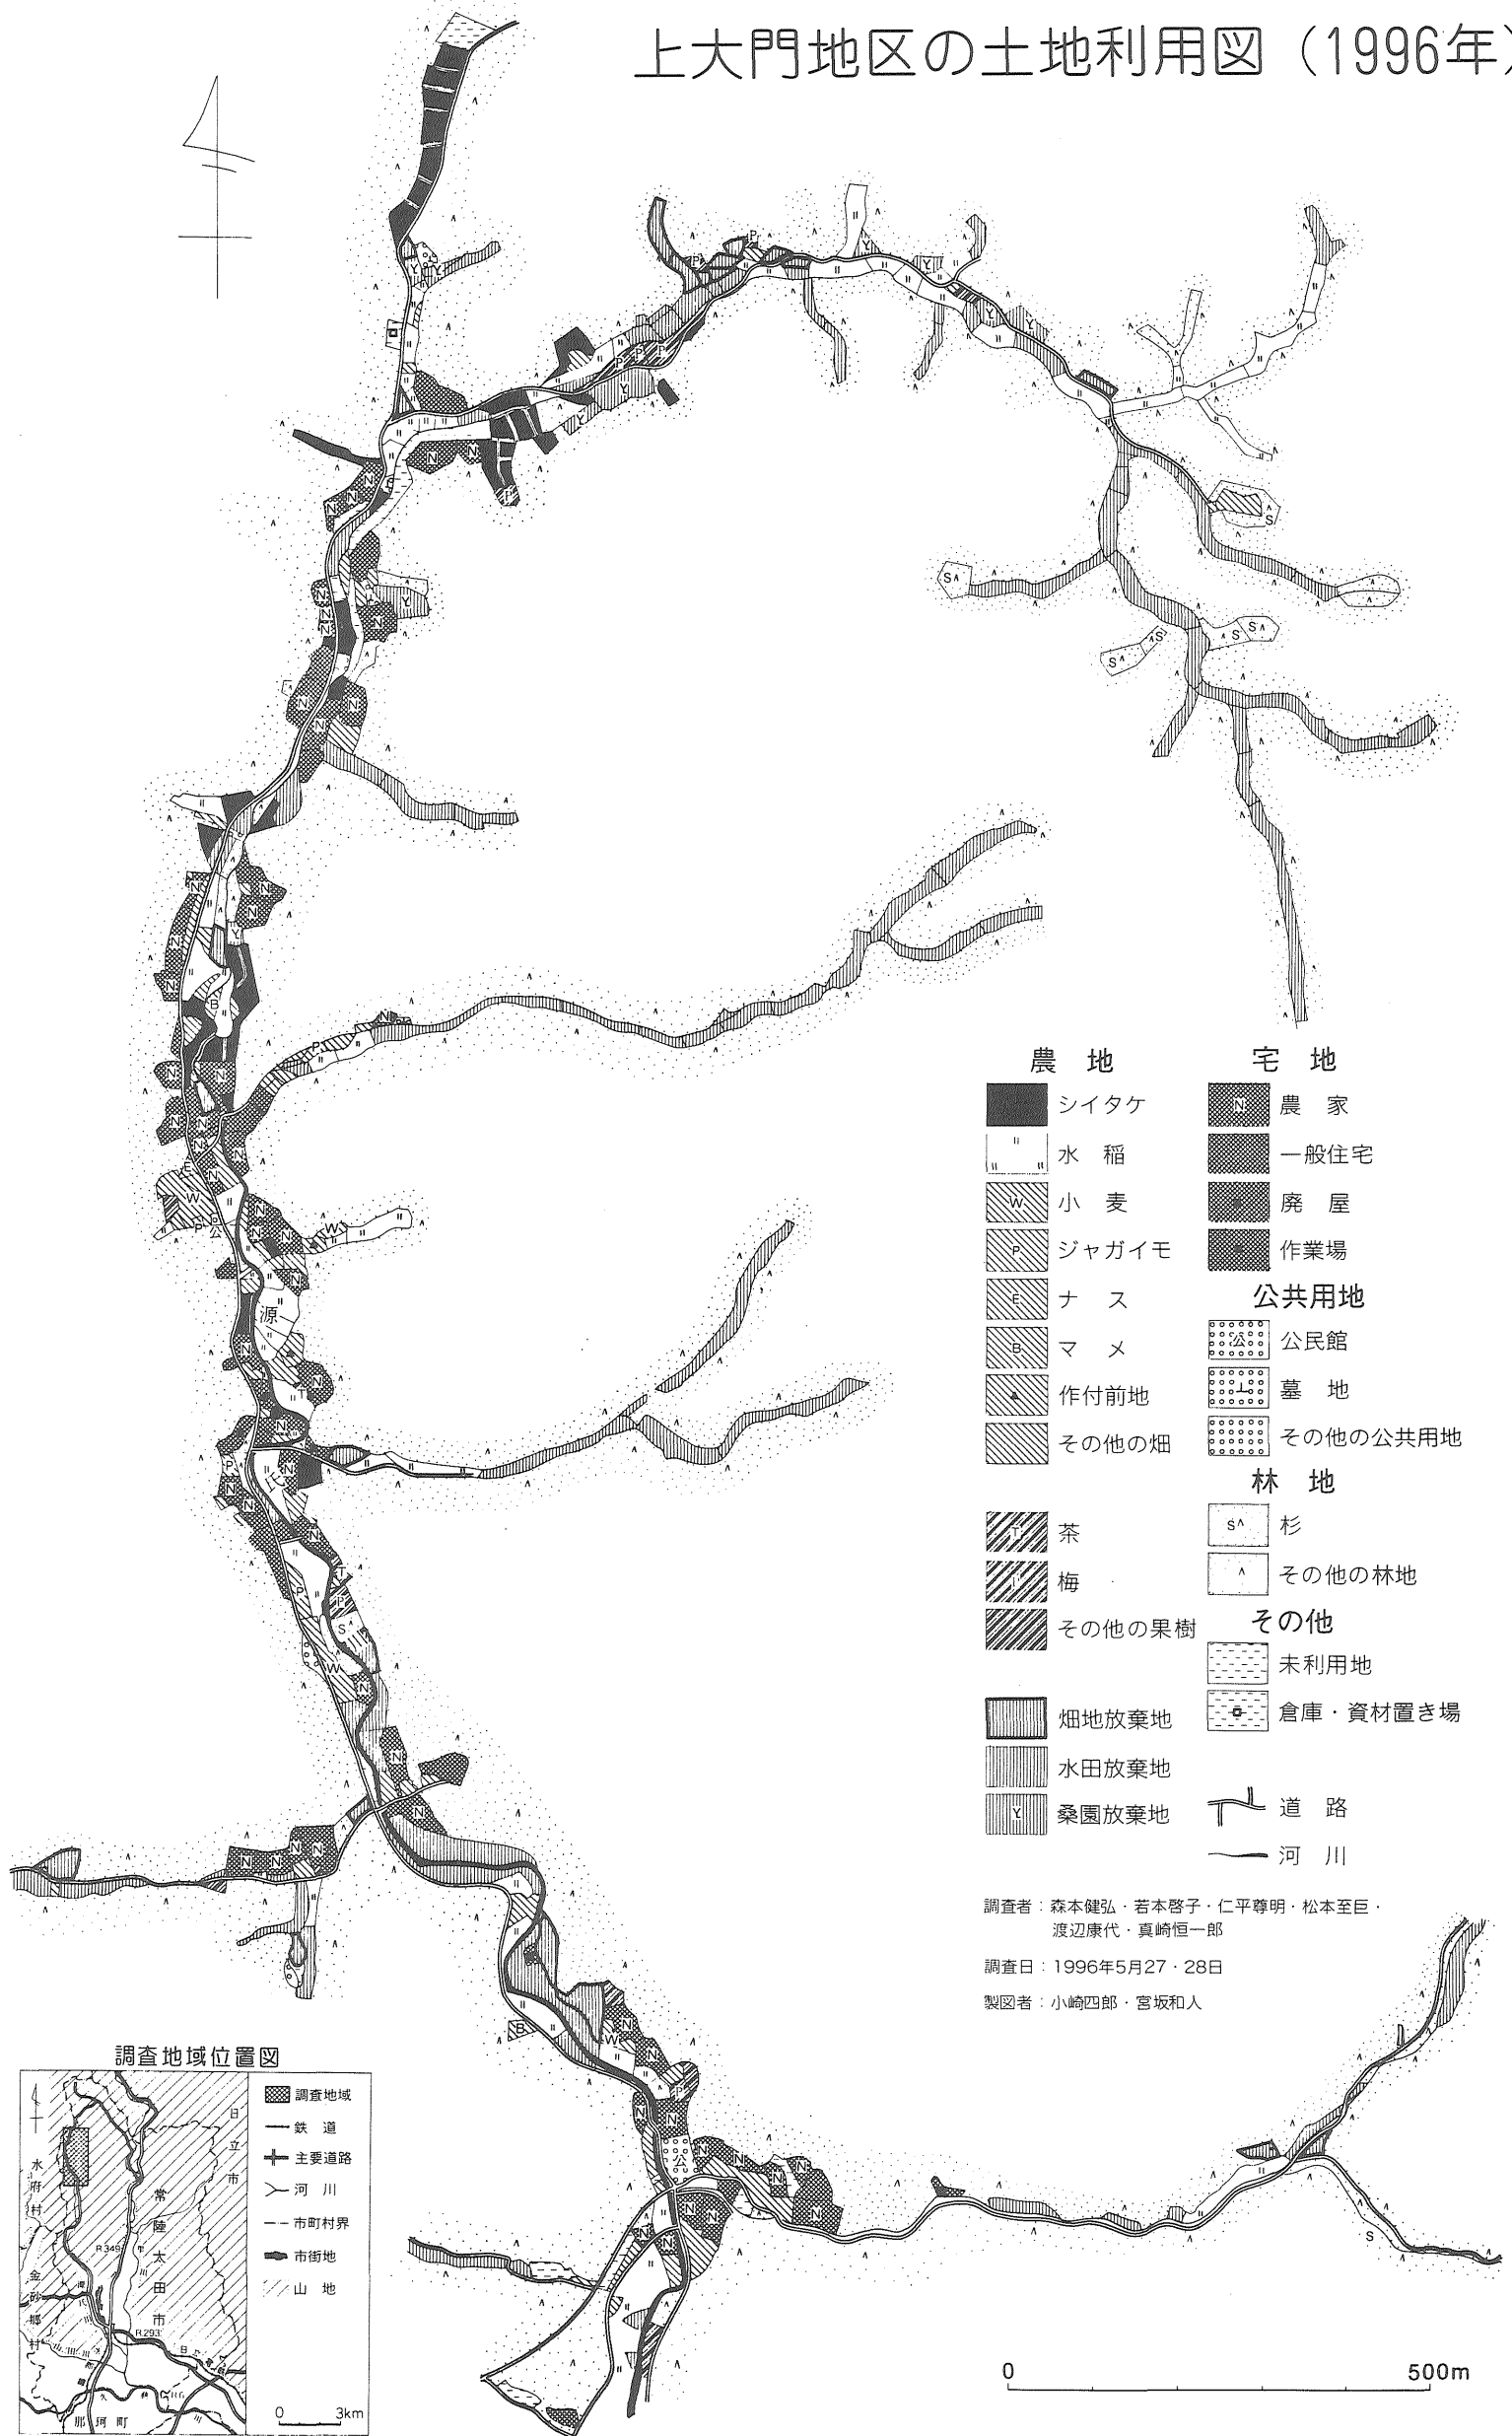 上大門地区の土地利用図（1996年）
農　地
シイタケ
水　稲
W 小　麦
P ジャガイモ
E ナ　ス
B マ　メ
作付前地
その他の畑
T 茶
梅
その他の果樹
畑地放棄地
水田放棄地
Y 桑園放棄地
宅　地
N 農　家
一般住宅
廃　屋
作業場
公共用地
公 公民館
墓　地
その他の公共用地
林　地
S 杉
その他の林地
その他
未利用地
倉庫・資材置き場
道　路
河　川
調査者：森本健弘・若本啓子・仁平尊明・松本至巨・
渡辺康代・真崎恒一郎
調査日：1996年5月27・28日
製図者：小崎四郎・宮坂和人
源
公
公
調査地域位置図
調査地域
鉄　道
主要道路
河　川
市町村界
市街地
山　地
日立市
水府村
常陸太田市
金砂郷村
那珂町
R349
R293
0 3km
0 500m